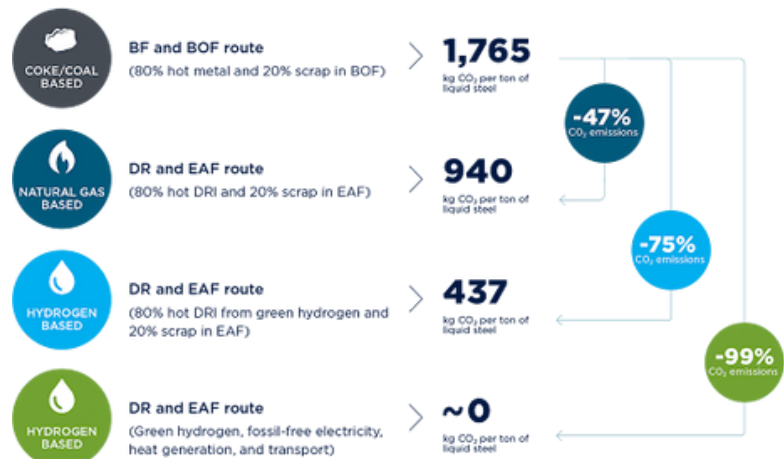 COKE/COAL
BASED
BF and BOF route
(80% hot metal and 20% scrap in BOF)
1,765
kg CO₂ per ton of
liquid steel
-47%
CO₂ emissions
NATURAL GAS
BASED
DR and EAF route
(80% hot DRI and 20% scrap in EAF)
940
kg CO₂ per ton of
liquid steel
-75%
CO₂ emissions
HYDROGEN
BASED
DR and EAF route
(80% hot DRI from green hydrogen and
20% scrap in EAF)
437
kg CO₂ per ton of
liquid steel
-99%
CO₂ emissions
HYDROGEN
BASED
DR and EAF route
(Green hydrogen, fossil-free electricity,
heat generation, and transport)
~0
kg CO₂ per ton of
liquid steel